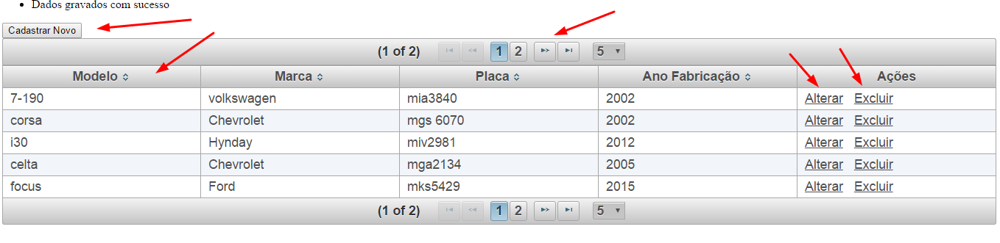 Dados gravados com sucesso
Cadastrar Novo
(1 of 2) 1 2 5
Modelo Marca Placa Ano Fabricação Ações
7-190 volkswagen mia3840 2002 Alterar Excluir
corsa Chevrolet mgs 6070 2002 Alterar Excluir
i30 Hynday miv2981 2012 Alterar Excluir
celta Chevrolet mga2134 2005 Alterar Excluir
focus Ford mks5429 2015 Alterar Excluir
(1 of 2) 1 2 5